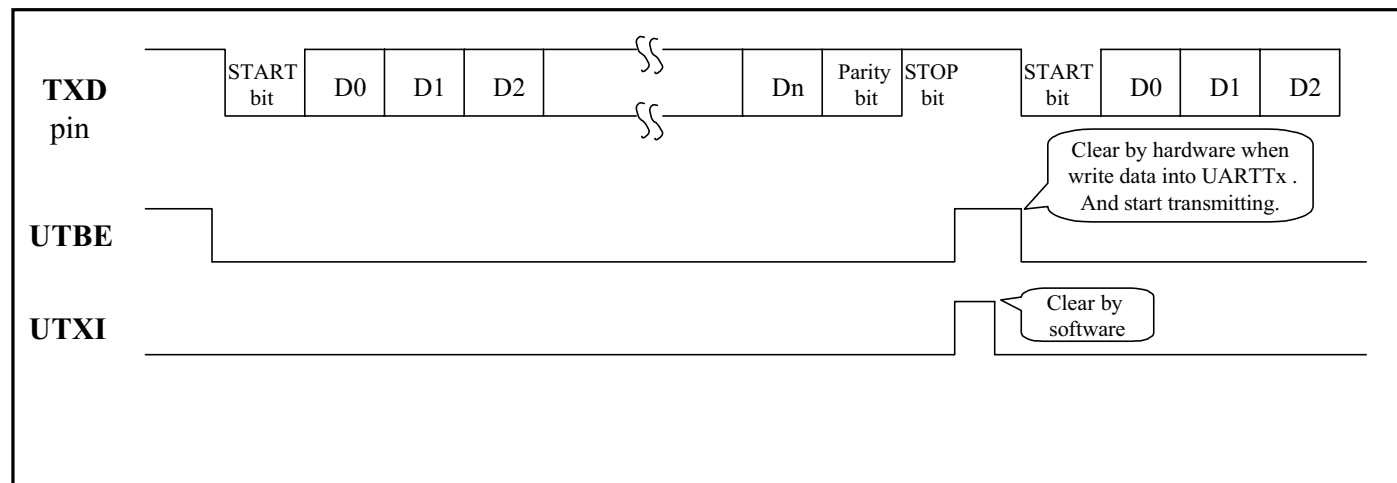 TXD
pin
START
bit
D0
D1
D2
Dn
Parity
bit
STOP
bit
START
bit
D0
D1
D2
Clear by hardware when
write data into UARTTx .
And start transmitting.
UTBE
Clear by
software
UTXI